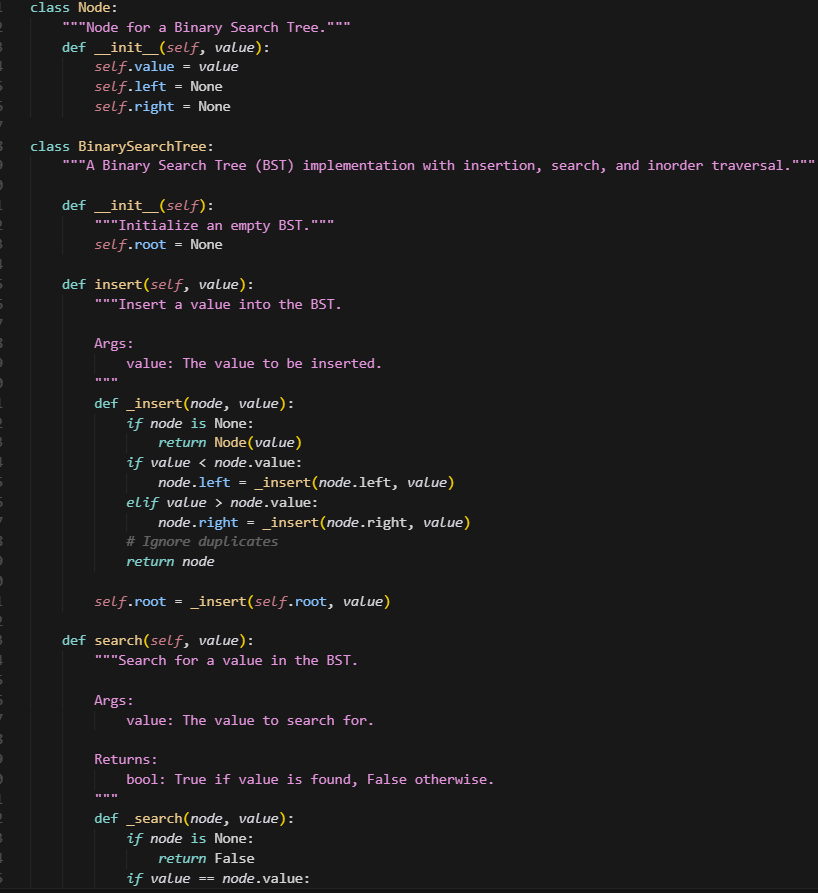 class Node:
    """Node for a Binary Search Tree."""
    def __init__(self, value):
        self.value = value
        self.left = None
        self.right = None

class BinarySearchTree:
    """A Binary Search Tree (BST) implementation with insertion, search, and inorder traversal."""

    def __init__(self):
        """Initialize an empty BST."""
        self.root = None

    def insert(self, value):
        """Insert a value into the BST.

        Args:
            value: The value to be inserted.
        """
        def _insert(node, value):
            if node is None:
                return Node(value)
            if value < node.value:
                node.left = _insert(node.left, value)
            elif value > node.value:
                node.right = _insert(node.right, value)
            # Ignore duplicates
            return node

        self.root = _insert(self.root, value)

    def search(self, value):
        """Search for a value in the BST.

        Args:
            value: The value to search for.

        Returns:
            bool: True if value is found, False otherwise.
        """
        def _search(node, value):
            if node is None:
                return False
            if value == node.value: